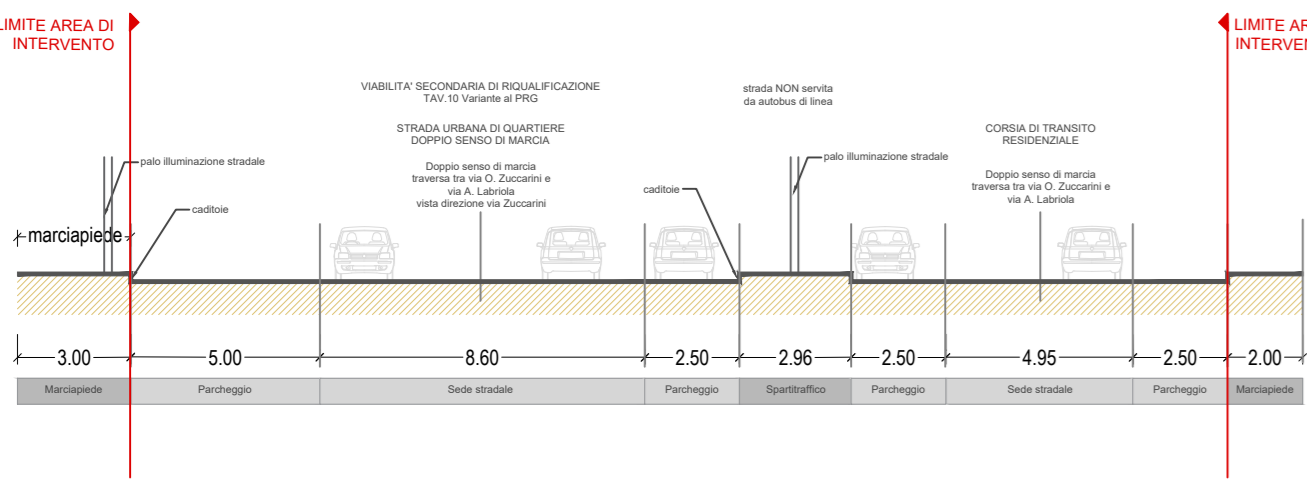 LIMITE AREA DI
INTERVENTO
LIMITE
VIABILITA' SECONDARIA DI RIQUALIFICAZIONE
TAV.10 Variante al PRG
strada NON servita
da autobus di linea
STRADA URBANA DI QUARTIERE
DOPPIO SENSO DI MARCIA
CORSIA DI TRANSITO
RESIDENZIALE
palo illuminazione stradale
Doppio senso di marcia
traversa tra via O. Zuccarini e
via A. Labriola
vista direzione via Zuccarini
palo illuminazione stradale
Doppio senso di marcia
traversa tra via O. Zuccarini e
via A. Labriola
caditoie
caditoie
marciapiede
3.00 5.00 8.60 2.50 2.96 2.50 4.95 2.50 2.00
Marciapiede Parcheggio Sede stradale Parcheggio Spartitraffico Parcheggio Sede stradale Parcheggio Marciapiede